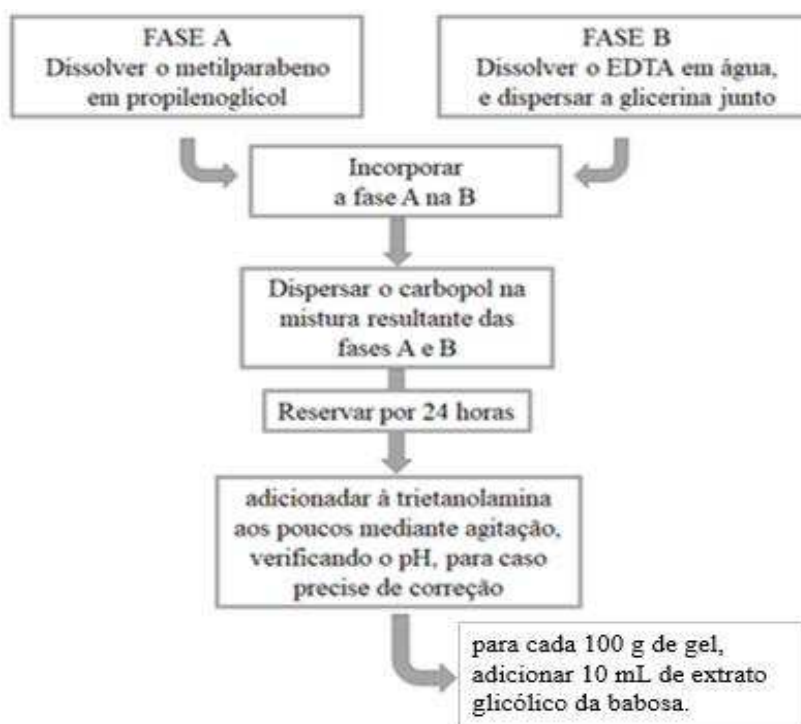 FASE A
Dissolver o metilparabeno
em propilenoglicol
FASE B
Dissolver o EDTA em água,
e dispersar a glicerina junto
Incorporar
a fase A na B
Dispersar o carbopol na
mistura resultante das
fases A e B
Reservar por 24 horas
adicionadar à trietanolamina
aos poucos mediante agitação,
verificando o pH, para caso
precise de correção
para cada 100 g de gel,
adicionar 10 mL de extrato
glicólico da babosa.